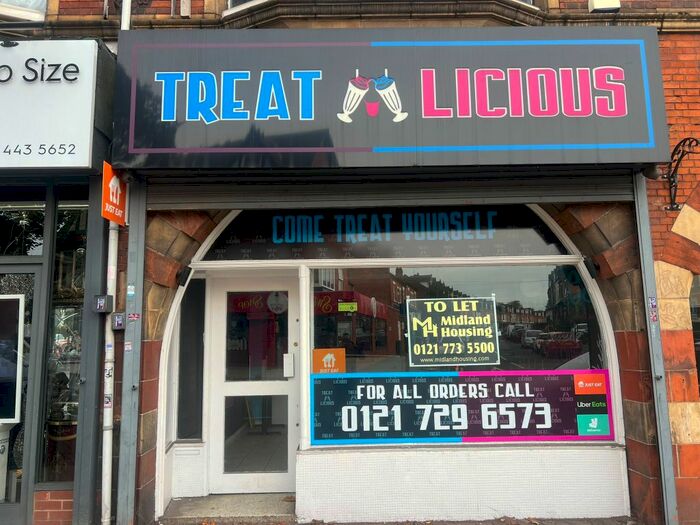 o Size
443 5652
TREAT LICIOUS
JUST EAT
COME TREAT YOURSELF
TO LET
MH Midland
Housing
0121 773 5500
www.midlandhousing.com
JUST EAT
FOR ALL ORDERS CALL
0121 729 6573
JUST EAT
Uber Eats
deliveroo